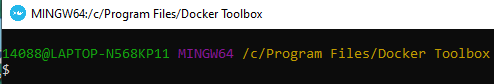 MINGW64:/c/Program Files/Docker Toolbox
14088@LAPTOP-N568KP11 MINGW64 /c/Program Files/Docker Toolbox
$